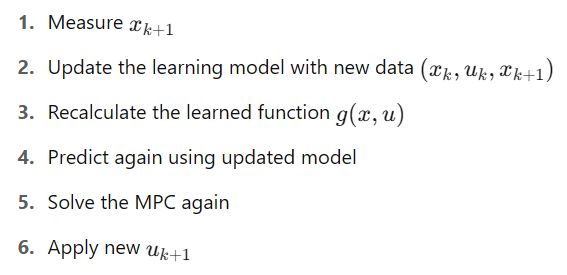 1. Measure x_{k+1}
2. Update the learning model with new data (x_k, u_k, x_{k+1})
3. Recalculate the learned function g(x, u)
4. Predict again using updated model
5. Solve the MPC again
6. Apply new u_{k+1}